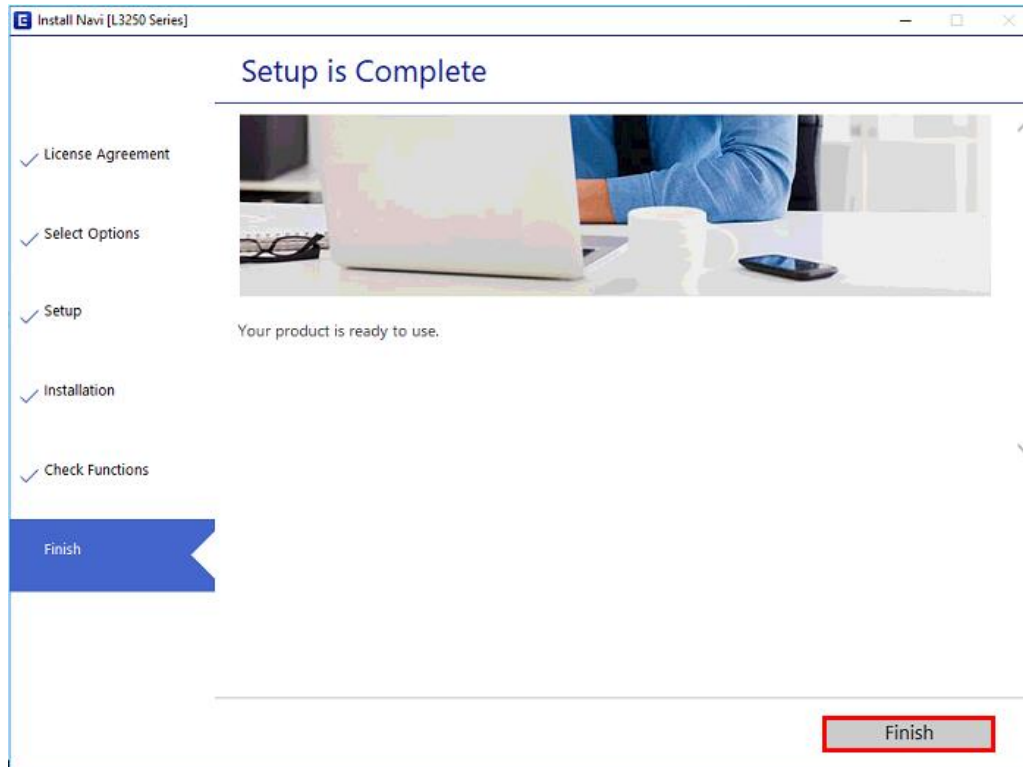 E Install Navi [L3250 Series]
Setup is Complete
License Agreement
Select Options
Setup
Installation
Check Functions
Finish
Your product is ready to use.
Finish